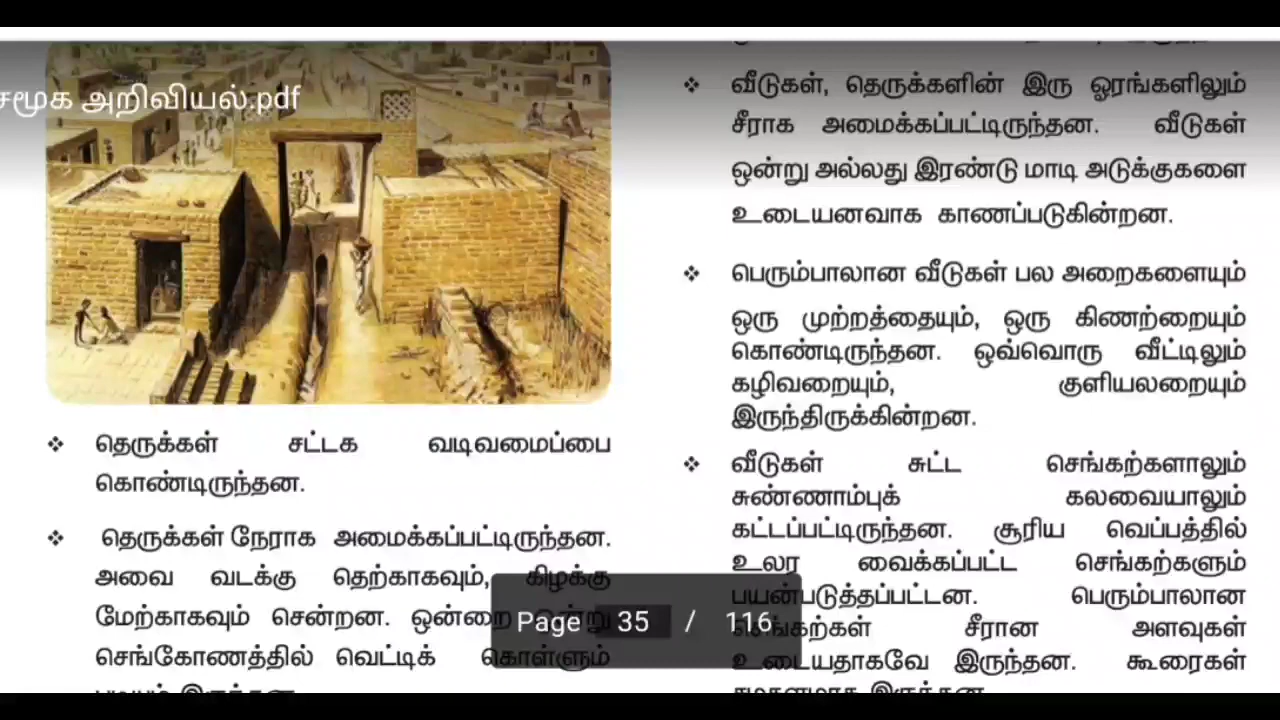 சமூக அறிவியல்.pdf
தெருக்கள் சட்டக வடிவமைப்பை
கொண்டிருந்தன.
தெருக்கள் நேராக அமைக்கப்பட்டிருந்தன.
அவை வடக்கு தெற்காகவும், கிழக்கு
மேற்காகவும் சென்றன. ஒன்றை ஒன்று
செங்கோணத்தில் வெட்டிக் கொள்ளும்
வீடுகள், தெருக்களின் இரு ஓரங்களிலும்
சீராக அமைக்கப்பட்டிருந்தன. வீடுகள்
ஒன்று அல்லது இரண்டு மாடி அடுக்குகளை
உடையனவாக காணப்படுகின்றன.
பெரும்பாலான வீடுகள் பல அறைகளையும்
ஒரு முற்றத்தையும், ஒரு கிணற்றையும்
கொண்டிருந்தன. ஒவ்வொரு வீட்டிலும்
கழிவறையும், குளியலறையும்
இருந்திருக்கின்றன.
வீடுகள் சுட்ட செங்கற்களாலும்
சுண்ணாம்புக் கலவையாலும்
கட்டப்பட்டிருந்தன. சூரிய வெப்பத்தில்
உலர வைக்கப்பட்ட செங்கற்களும்
பயன்படுத்தப்பட்டன. பெரும்பாலான
செங்கற்கள் சீரான அளவுகள்
உடையதாகவே இருந்தன. கூரைகள்
Page 35 / 116